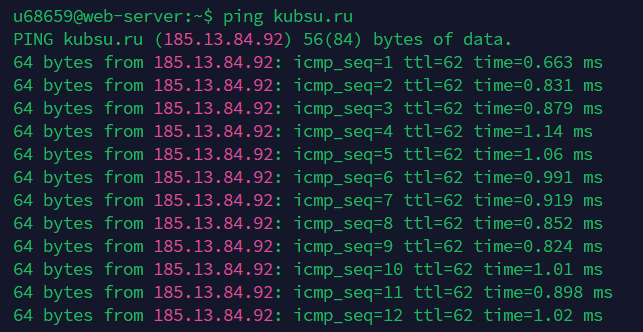 u68659@web-server:~$ ping kubsu.ru
PING kubsu.ru (185.13.84.92) 56(84) bytes of data.
64 bytes from 185.13.84.92: icmp_seq=1 ttl=62 time=0.663 ms
64 bytes from 185.13.84.92: icmp_seq=2 ttl=62 time=0.831 ms
64 bytes from 185.13.84.92: icmp_seq=3 ttl=62 time=0.879 ms
64 bytes from 185.13.84.92: icmp_seq=4 ttl=62 time=1.14 ms
64 bytes from 185.13.84.92: icmp_seq=5 ttl=62 time=1.06 ms
64 bytes from 185.13.84.92: icmp_seq=6 ttl=62 time=0.991 ms
64 bytes from 185.13.84.92: icmp_seq=7 ttl=62 time=0.919 ms
64 bytes from 185.13.84.92: icmp_seq=8 ttl=62 time=0.852 ms
64 bytes from 185.13.84.92: icmp_seq=9 ttl=62 time=0.824 ms
64 bytes from 185.13.84.92: icmp_seq=10 ttl=62 time=1.01 ms
64 bytes from 185.13.84.92: icmp_seq=11 ttl=62 time=0.898 ms
64 bytes from 185.13.84.92: icmp_seq=12 ttl=62 time=1.02 ms